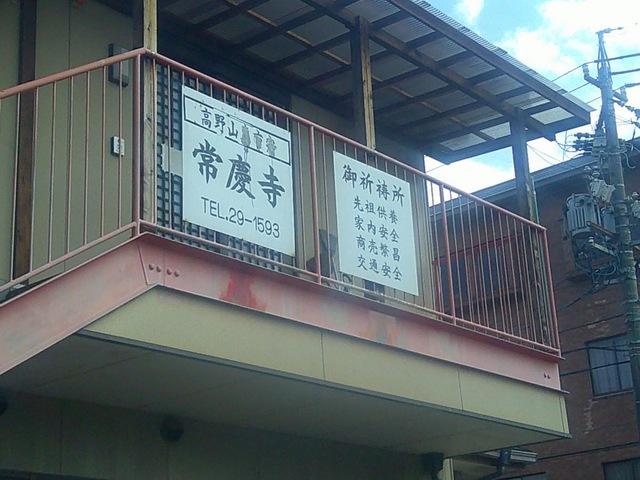 高野山
常慶寺
TEL.29-1593
御祈祷所
先祖供養
家内安全
商売繁昌
交通安全